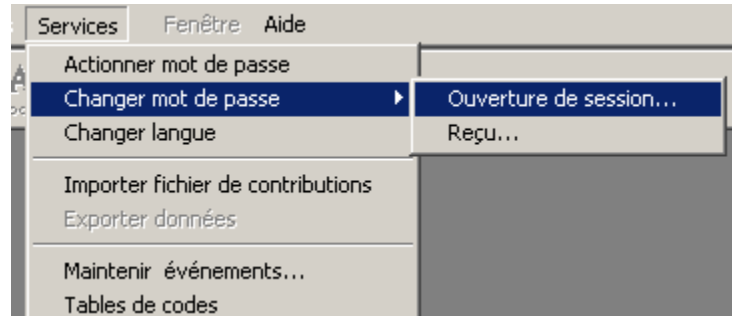 Services Fenêtre Aide
Actionner mot de passe
Changer mot de passe
Ouverture de session...
Changer langue
Reçu...
Importer fichier de contributions
Exporter données
Maintenir événements...
Tables de codes